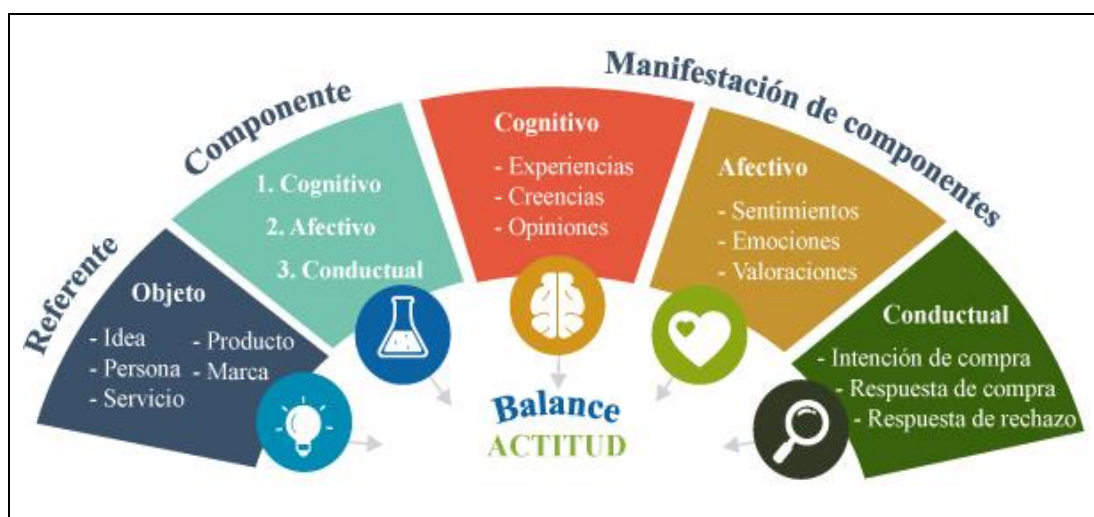 Referente
Componente
Manifestación de componentes
Objeto
- Idea
- Persona
- Servicio
- Producto
- Marca
1. Cognitivo
2. Afectivo
3. Conductual
Cognitivo
- Experiencias
- Creencias
- Opiniones
Afectivo
- Sentimientos
- Emociones
- Valoraciones
Conductual
- Intención de compra
- Respuesta de compra
- Respuesta de rechazo
Balance
ACTITUD